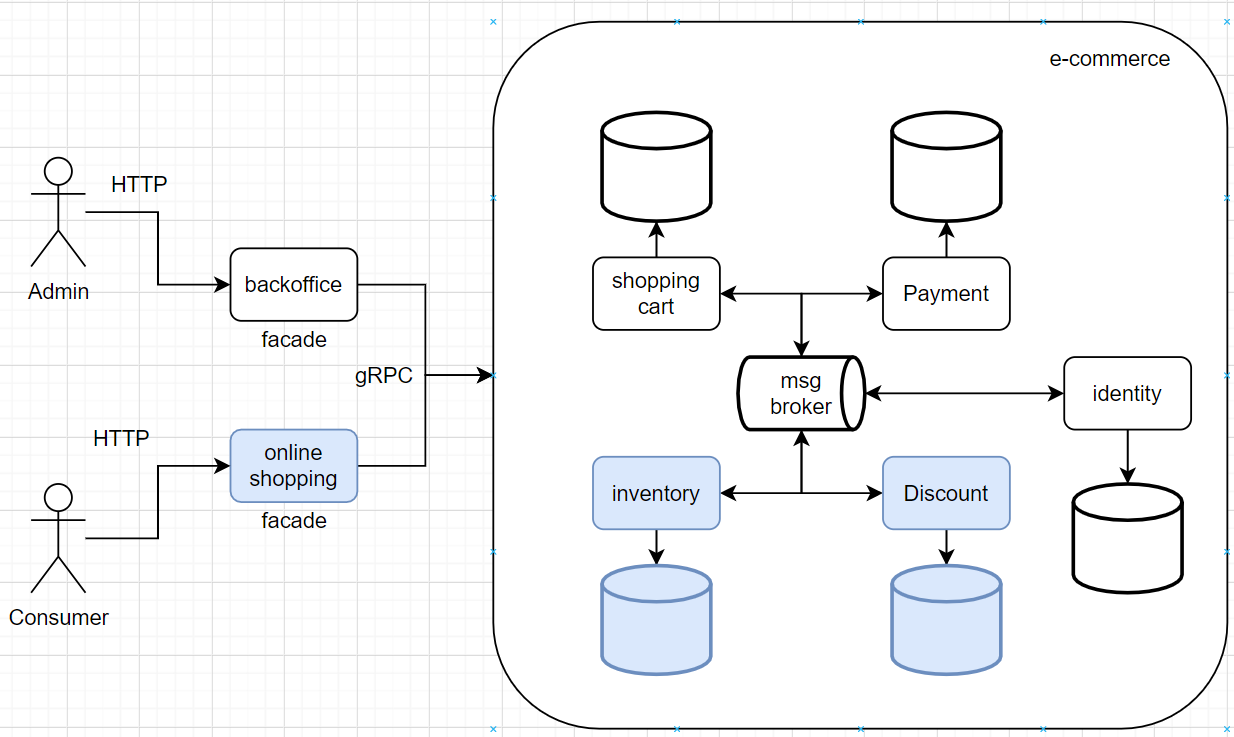 e-commerce
HTTP
Admin
backoffice
facade
gRPC
HTTP
online
shopping
facade
Consumer
shopping
cart
Payment
msg
broker
identity
inventory
Discount